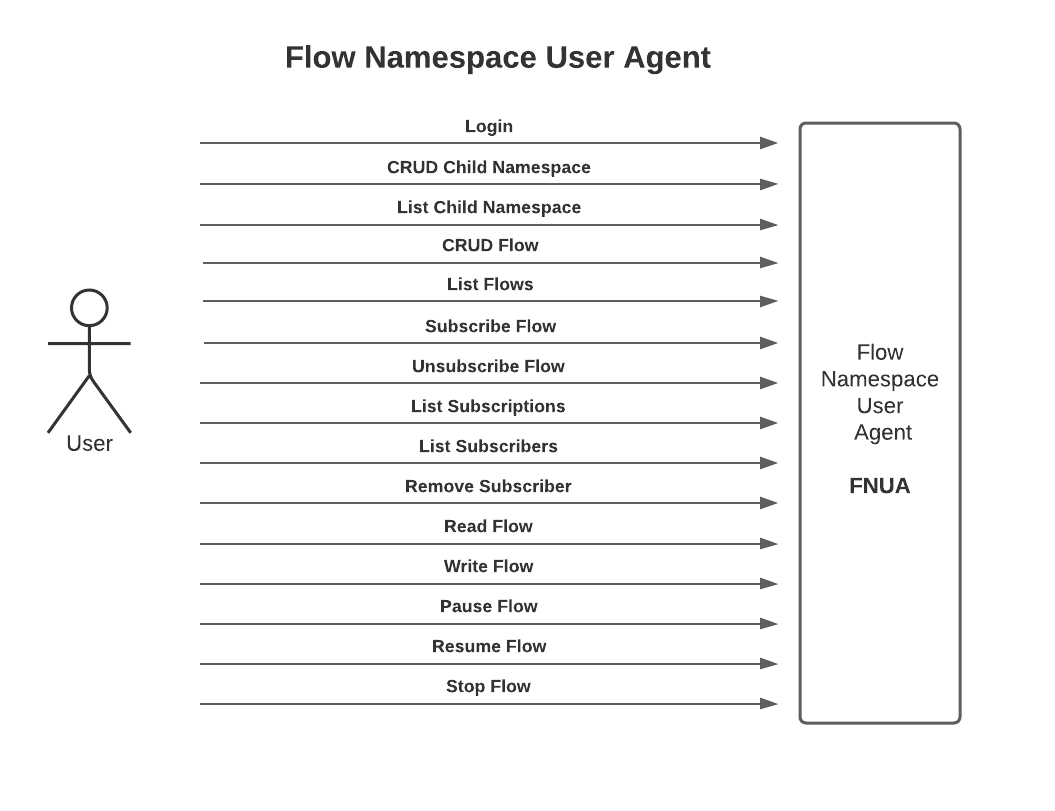 Flow Namespace User Agent
Login
CRUD Child Namespace
List Child Namespace
CRUD Flow
List Flows
Subscribe Flow
Unsubscribe Flow
List Subscriptions
List Subscribers
Remove Subscriber
Read Flow
Write Flow
Pause Flow
Resume Flow
Stop Flow
User
Flow
Namespace
User
Agent
FNUA